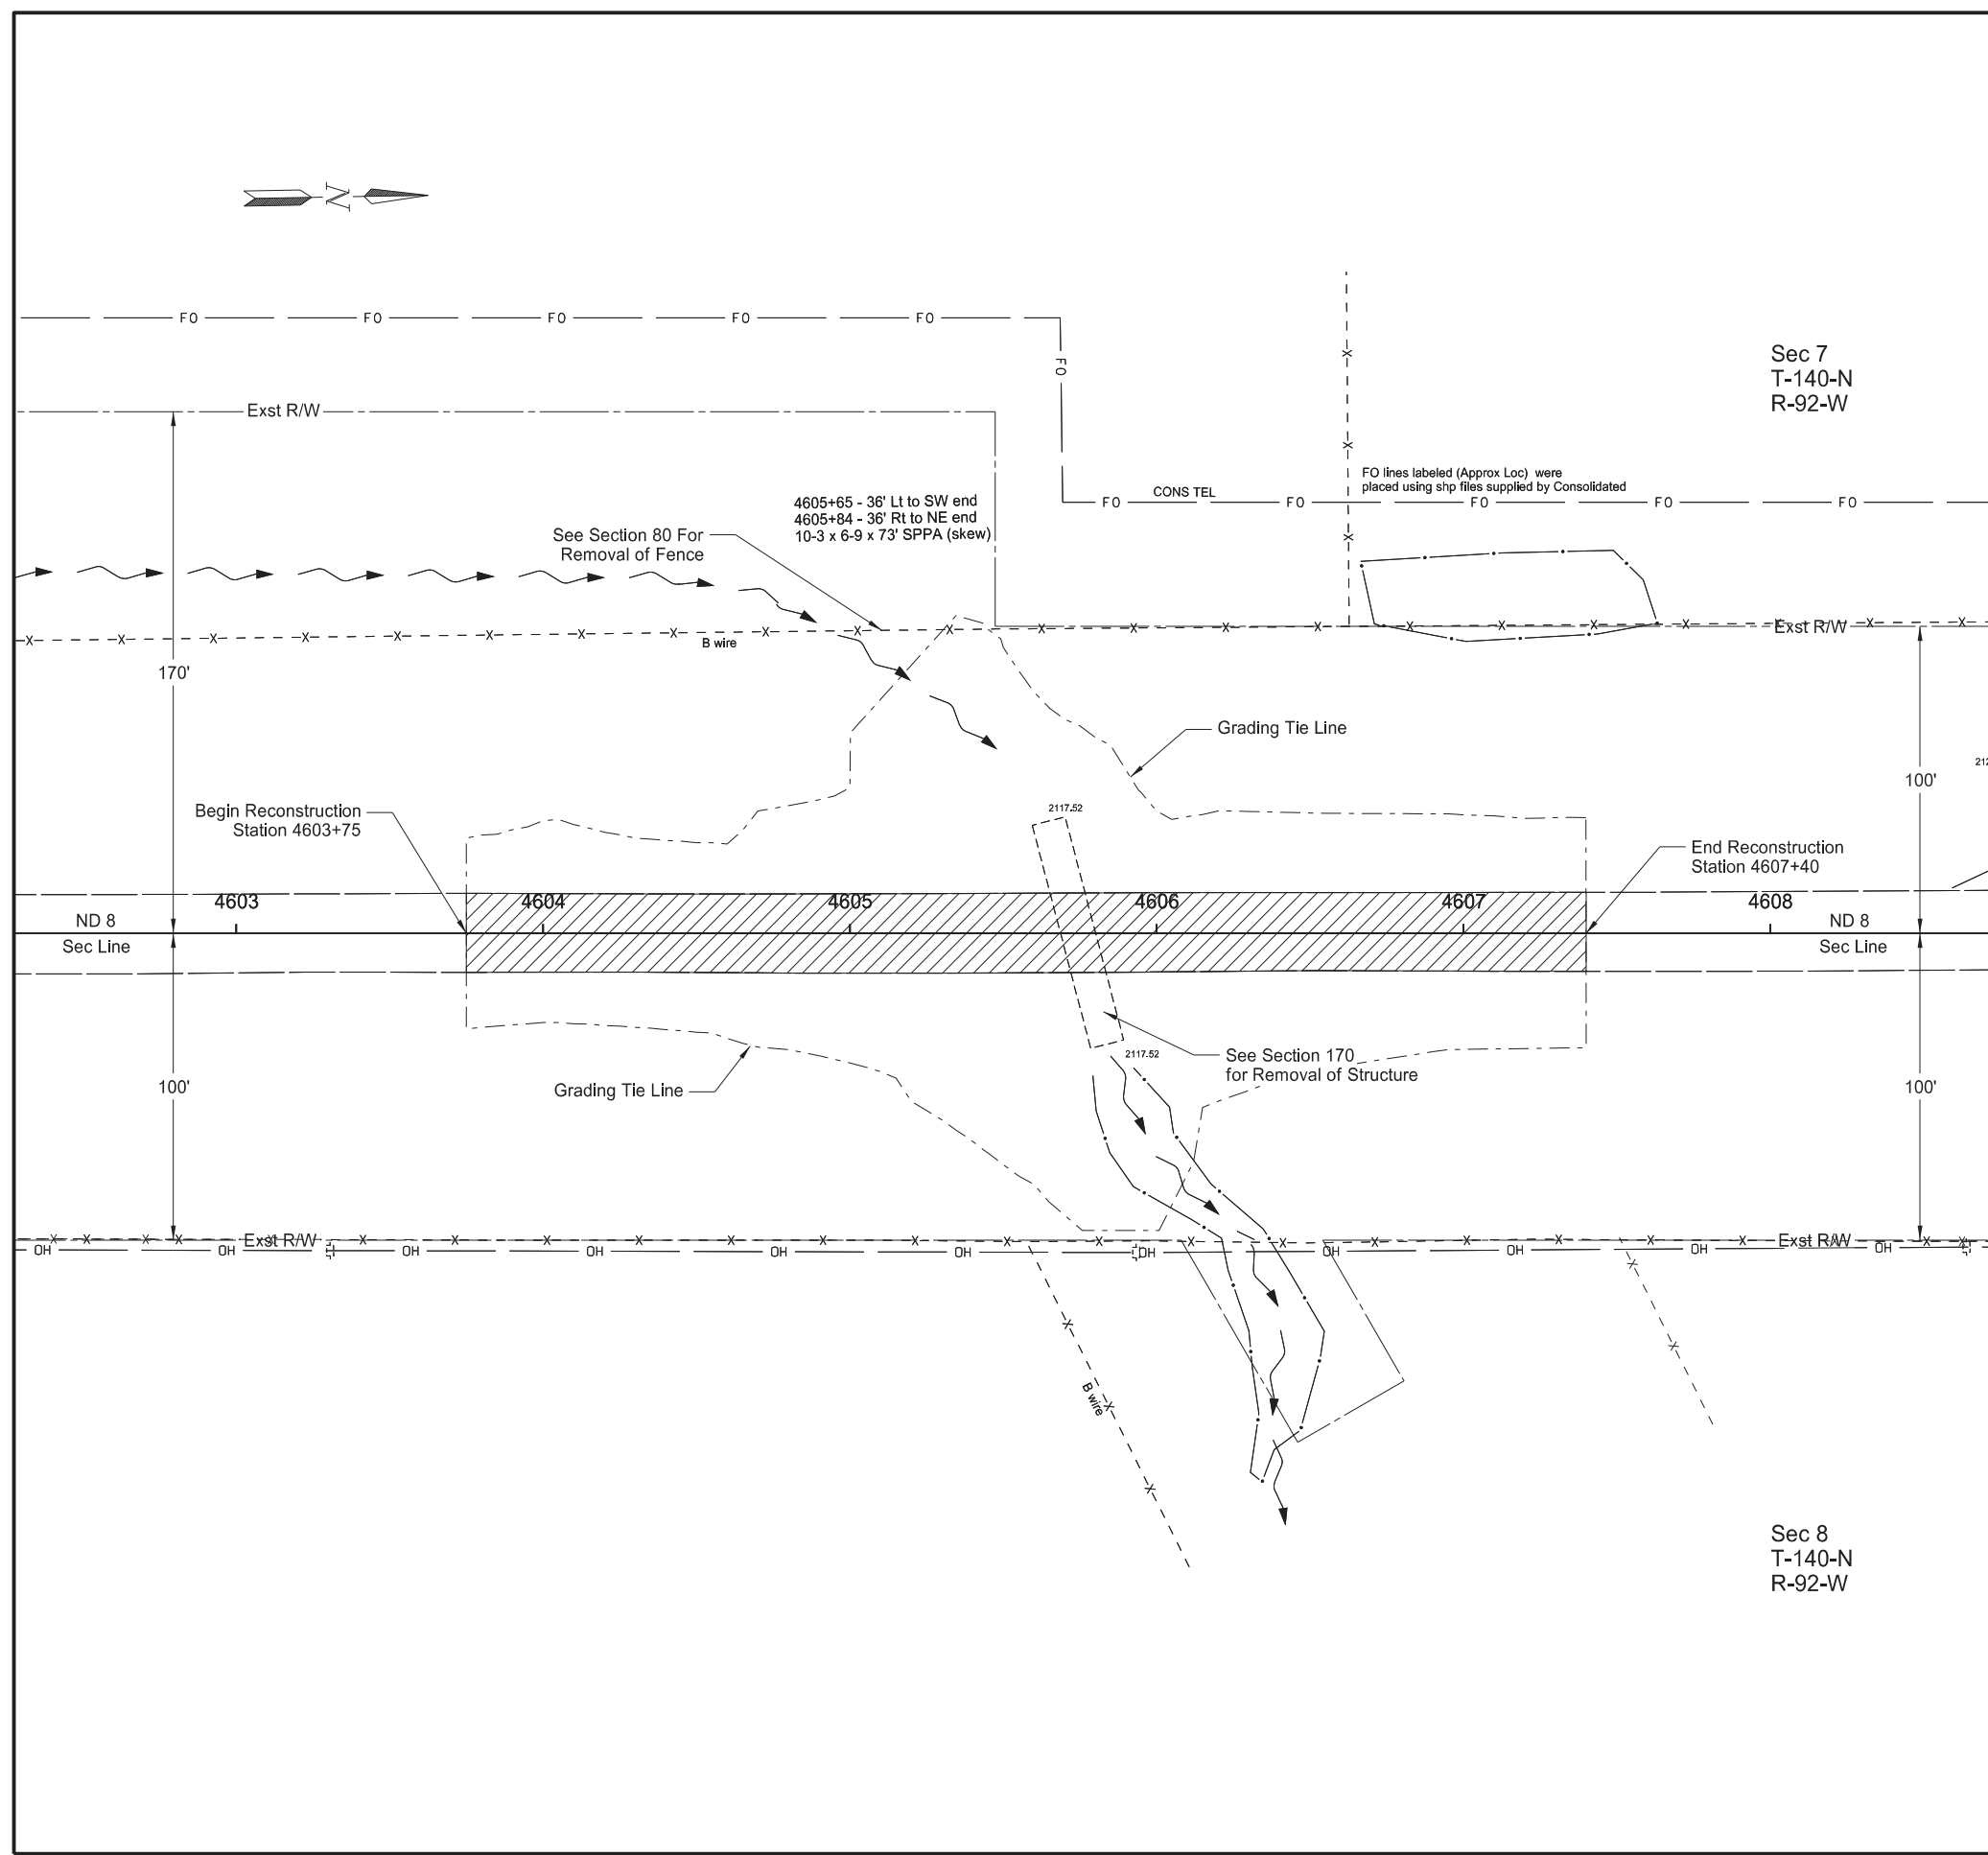 N
FO FO FO FO FO
FO
Sec 7
T-140-N
R-92-W
Exst R/W
FO lines labeled (Approx Loc) were
placed using shp files supplied by Consolidated
CONS TEL
FO FO FO FO FO
4605+65 - 36' Lt to SW end
4605+84 - 36' Rt to NE end
10-3 x 6-9 x 73' SPPA (skew)
See Section 80 For
Removal of Fence
B wire
Exst R/W
170'
Grading Tie Line
100'
212
Begin Reconstruction
Station 4603+75
2117.52
End Reconstruction
Station 4607+40
4603 4604 4605 4606 4607 4608
ND 8 ND 8
Sec Line Sec Line
2117.52
See Section 170
for Removal of Structure
100'
Grading Tie Line
100'
Exst R/W Exst R/W
OH OH OH OH OH OH OH OH OH OH OH
B wire
Sec 8
T-140-N
R-92-W